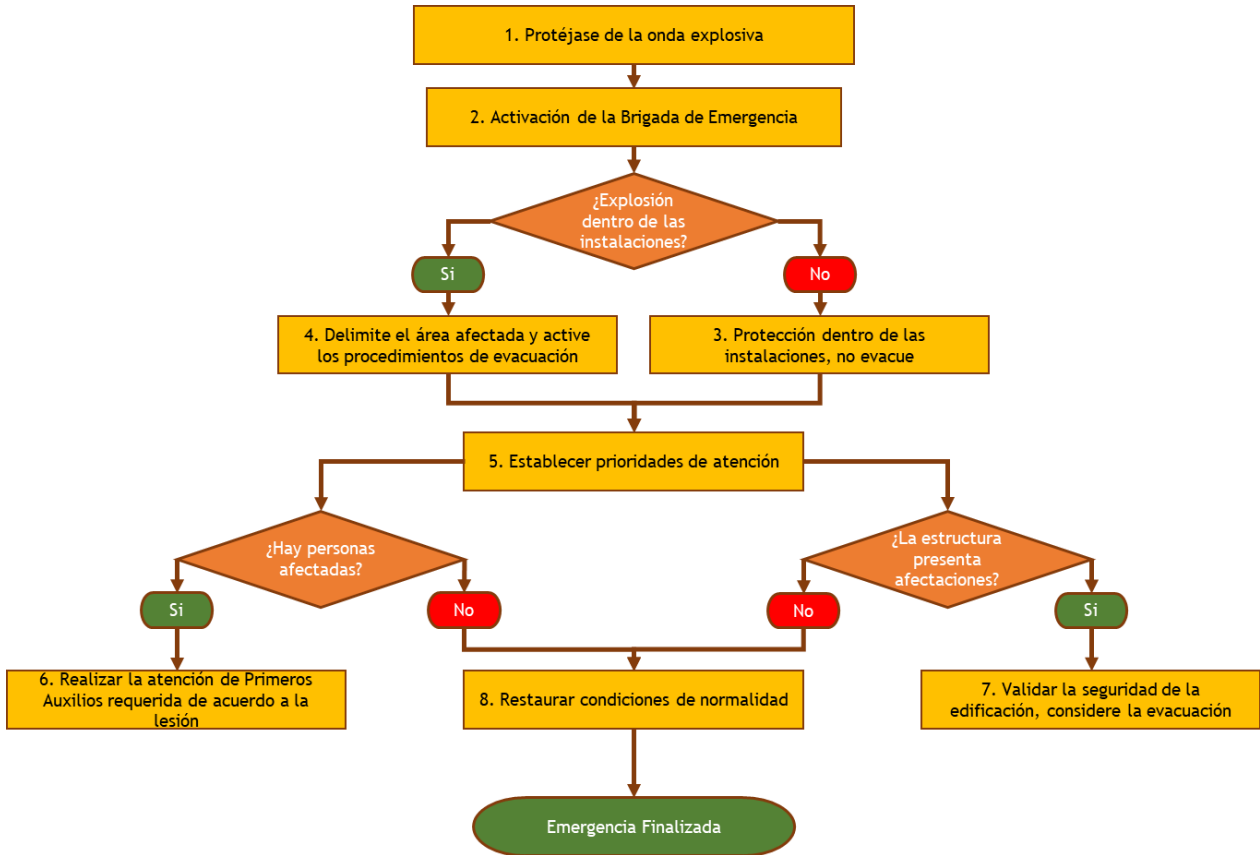 1. Protéjase de la onda explosiva
2. Activación de la Brigada de Emergencia
¿Explosión
dentro de las
instalaciones?
Si
No
4. Delimite el área afectada y active
los procedimientos de evacuación
3. Protección dentro de las
instalaciones, no evacue
5. Establecer prioridades de atención
¿Hay personas
afectadas?
¿La estructura
presenta
afectaciones?
Si
No
No
Si
6. Realizar la atención de Primeros
Auxilios requerida de acuerdo a la
lesión
8. Restaurar condiciones de normalidad
7. Validar la seguridad de la
edificación, considere la evacuación
Emergencia Finalizada